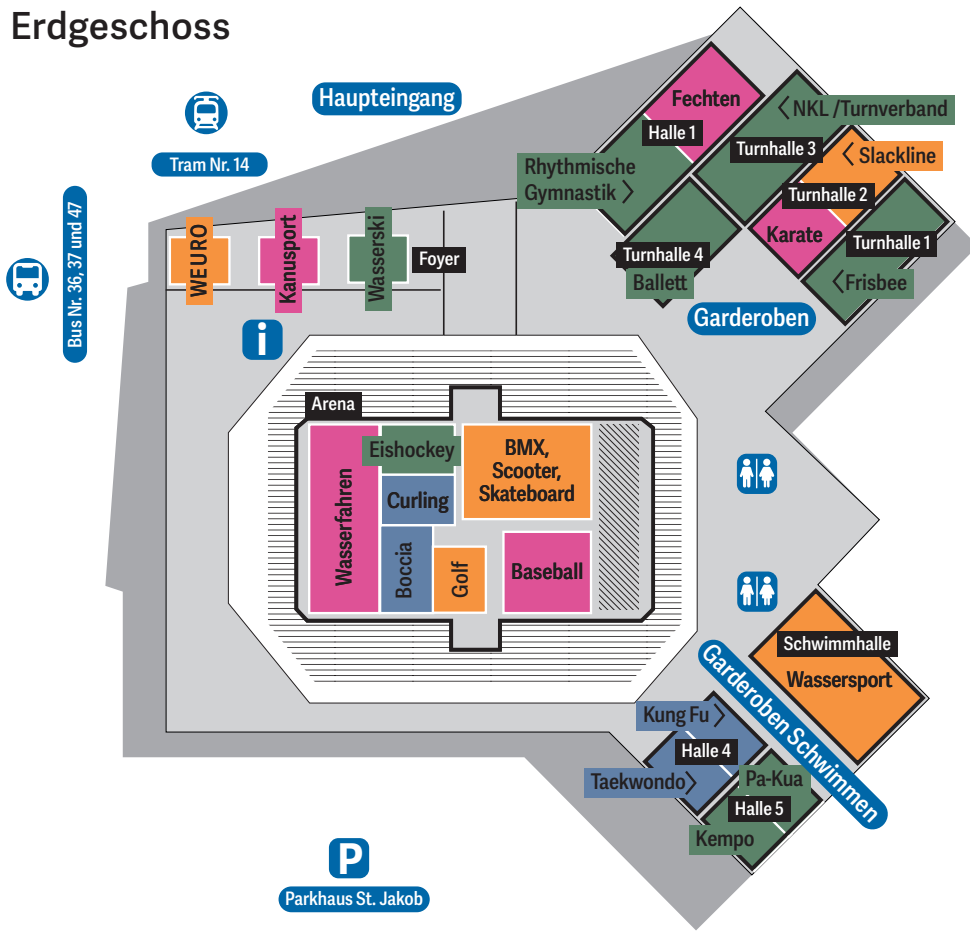 Erdgeschoss
Haupteingang
Tram Nr. 14
Bus Nr. 36, 37 und 47
WEURO
Kanusport
Wasserski
Foyer
i
Fechten
Halle 1
Rhythmische
Gymnastik
NKL /Turnverband
Turnhalle 3
Slackline
Turnhalle 2
Karate
Turnhalle 1
Frisbee
Turnhalle 4
Ballett
Garderoben
Arena
Wasserfahren
Eishockey
Curling
Boccia
Golf
BMX,
Scooter,
Skateboard
Baseball
Schwimmhalle
Wassersport
Garderoben Schwimmen
Kung Fu
Halle 4
Taekwondo
Pa-Kua
Halle 5
Kempo
P
Parkhaus St. Jakob